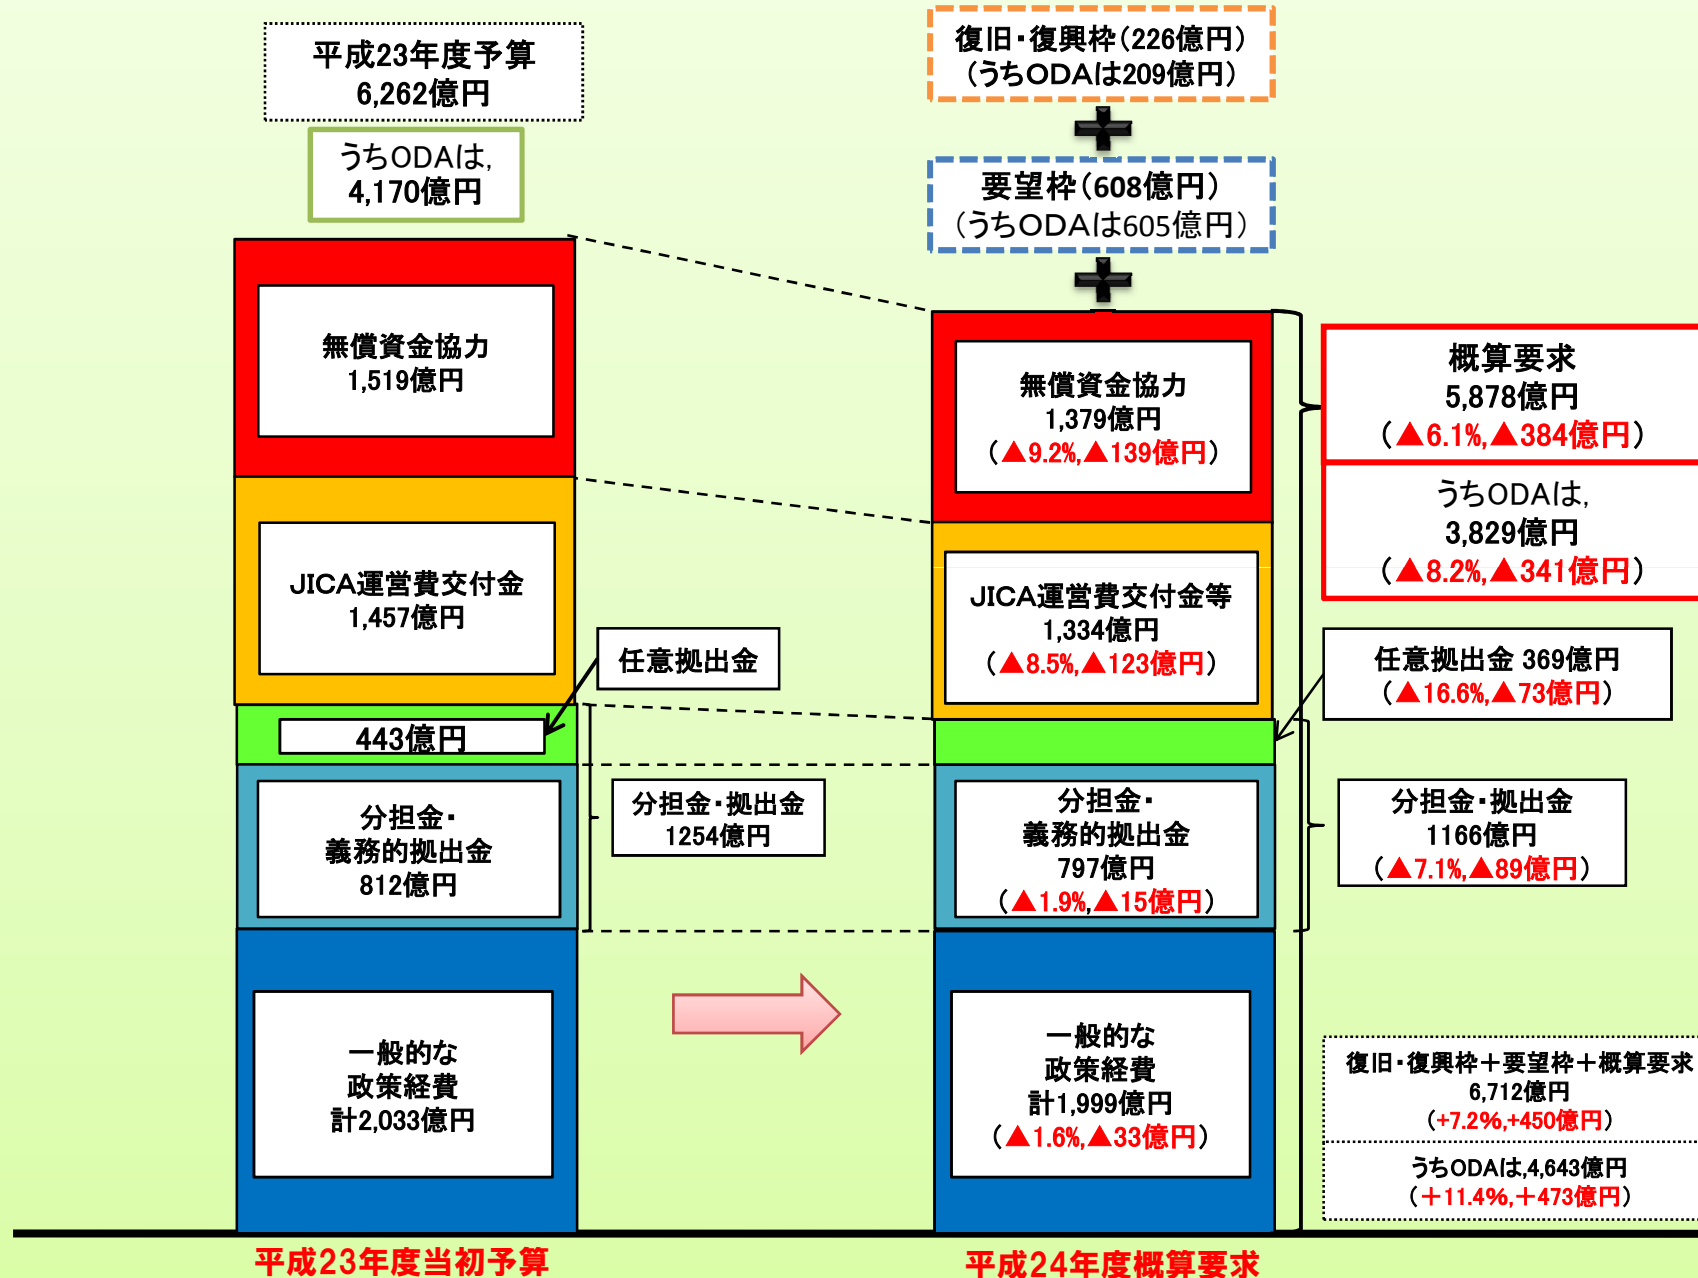 平成23年度予算
6,262億円
うちODAは,
4,170億円
無償資金協力
1,519億円
JICA運営費交付金
1,457億円
任意拠出金
443億円
分担金・
義務的拠出金
812億円
分担金・拠出金
1254億円
一般的な
政策経費
計2,033億円
平成23年度当初予算
復旧・復興枠(226億円)
(うちODAは209億円)
要望枠(608億円)
(うちODAは605億円)
無償資金協力
1,379億円
(▲9.2%,▲139億円)
JICA運営費交付金等
1,334億円
(▲8.5%,▲123億円)
分担金・
義務的拠出金
797億円
(▲1.9%,▲15億円)
一般的な
政策経費
計1,999億円
(▲1.6%,▲33億円)
平成24年度概算要求
概算要求
5,878億円
(▲6.1%,▲384億円)
うちODAは,
3,829億円
(▲8.2%,▲341億円)
任意拠出金 369億円
(▲16.6%,▲73億円)
分担金・拠出金
1166億円
(▲7.1%,▲89億円)
復旧・復興枠+要望枠+概算要求
6,712億円
(+7.2%,+450億円)
うちODAは,4,643億円
(+11.4%,+473億円)